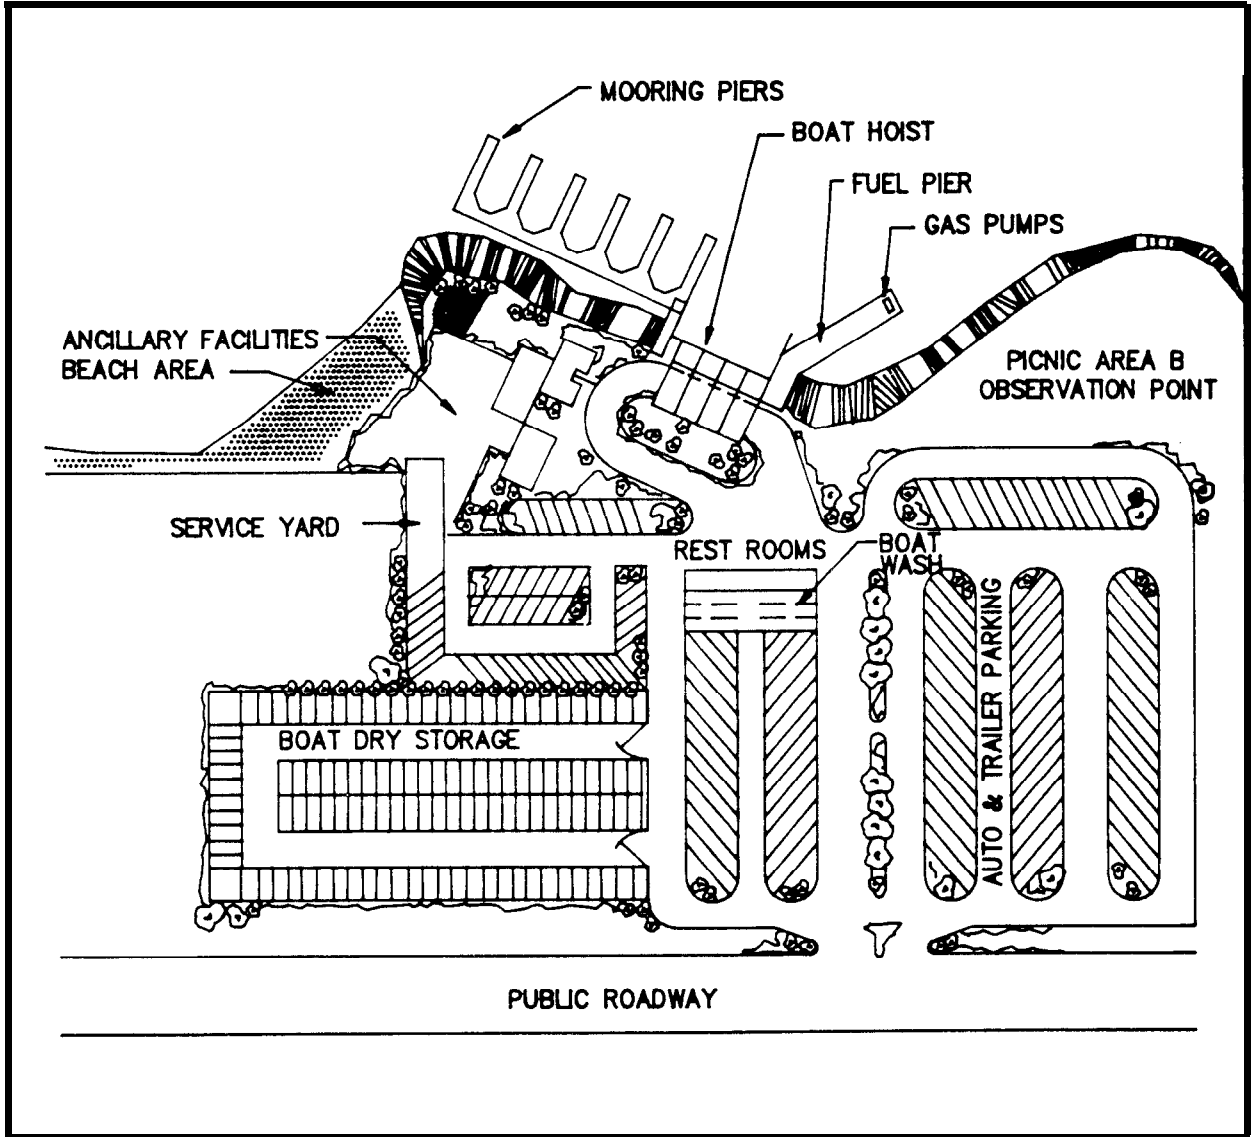 MOORING PIERS
BOAT HOIST
FUEL PIER
GAS PUMPS
ANCILLARY FACILITIES
BEACH AREA
PICNIC AREA B
OBSERVATION POINT
SERVICE YARD
REST ROOMS
BOAT
WASH
AUTO & TRAILER PARKING
BOAT DRY STORAGE
PUBLIC ROADWAY